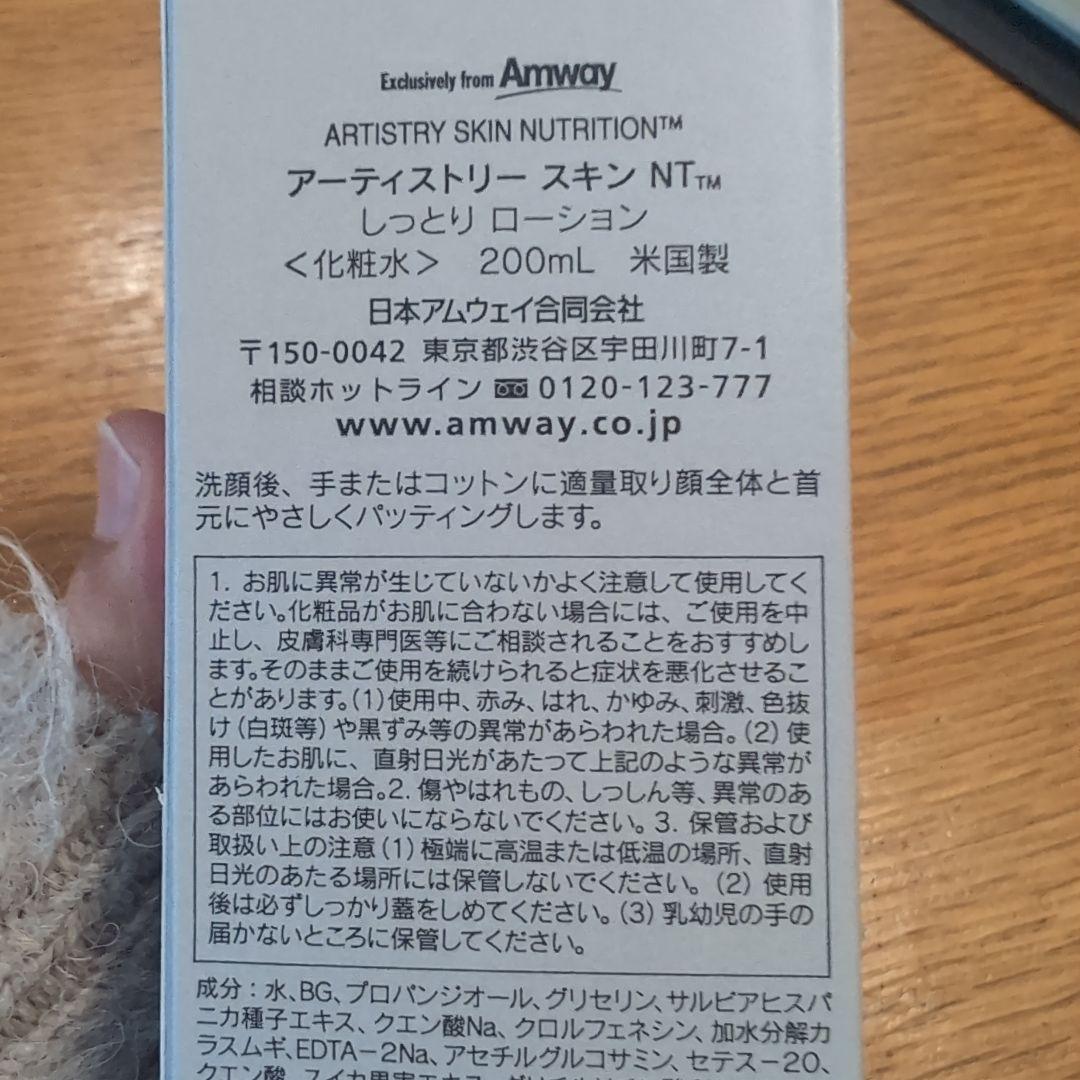 Exclusively from Amway
ARTISTRY SKIN NUTRITION™
アーティストリー スキン NT™
しっとり ローション
＜化粧水＞ 200mL 米国製
日本アムウェイ合同会社
〒150-0042 東京都渋谷区宇田川町7-1
相談ホットライン 0120-123-777
www.amway.co.jp
洗顔後、手またはコットンに適量取り顔全体と首
元にやさしくパッティングします。
1. お肌に異常が生じていないかよく注意して使用してく
ださい。化粧品がお肌に合わない場合には、ご使用を中
止し、皮膚科専門医等にご相談されることをおすすめし
ます。そのままご使用を続けられると症状を悪化させるこ
とがあります。(1)使用中、赤み、はれ、かゆみ、刺激、色抜
け(白斑等)や黒ずみ等の異常があらわれた場合。(2)使
用したお肌に、直射日光があたって上記のような異常が
あらわれた場合。2. 傷やはれもの、しっしん等、異常のあ
る部位にはお使いにならないでください。3. 保管および
取扱い上の注意(1)極端に高温または低温の場所、直射
日光のあたる場所には保管しないでください。(2) 使用
後は必ずしっかり蓋をしめてください。(3)乳幼児の手の
届かないところに保管してください。
成分：水、BG、プロパンジオール、グリセリン、サルビアヒスパ
ニカ種子エキス、クエン酸Na、クロルフェネシン、加水分解カ
ラスムギ、EDTA－2Na、アセチルグルコサミン、セテス－20、
クエン酸、スイカ果実エキス、